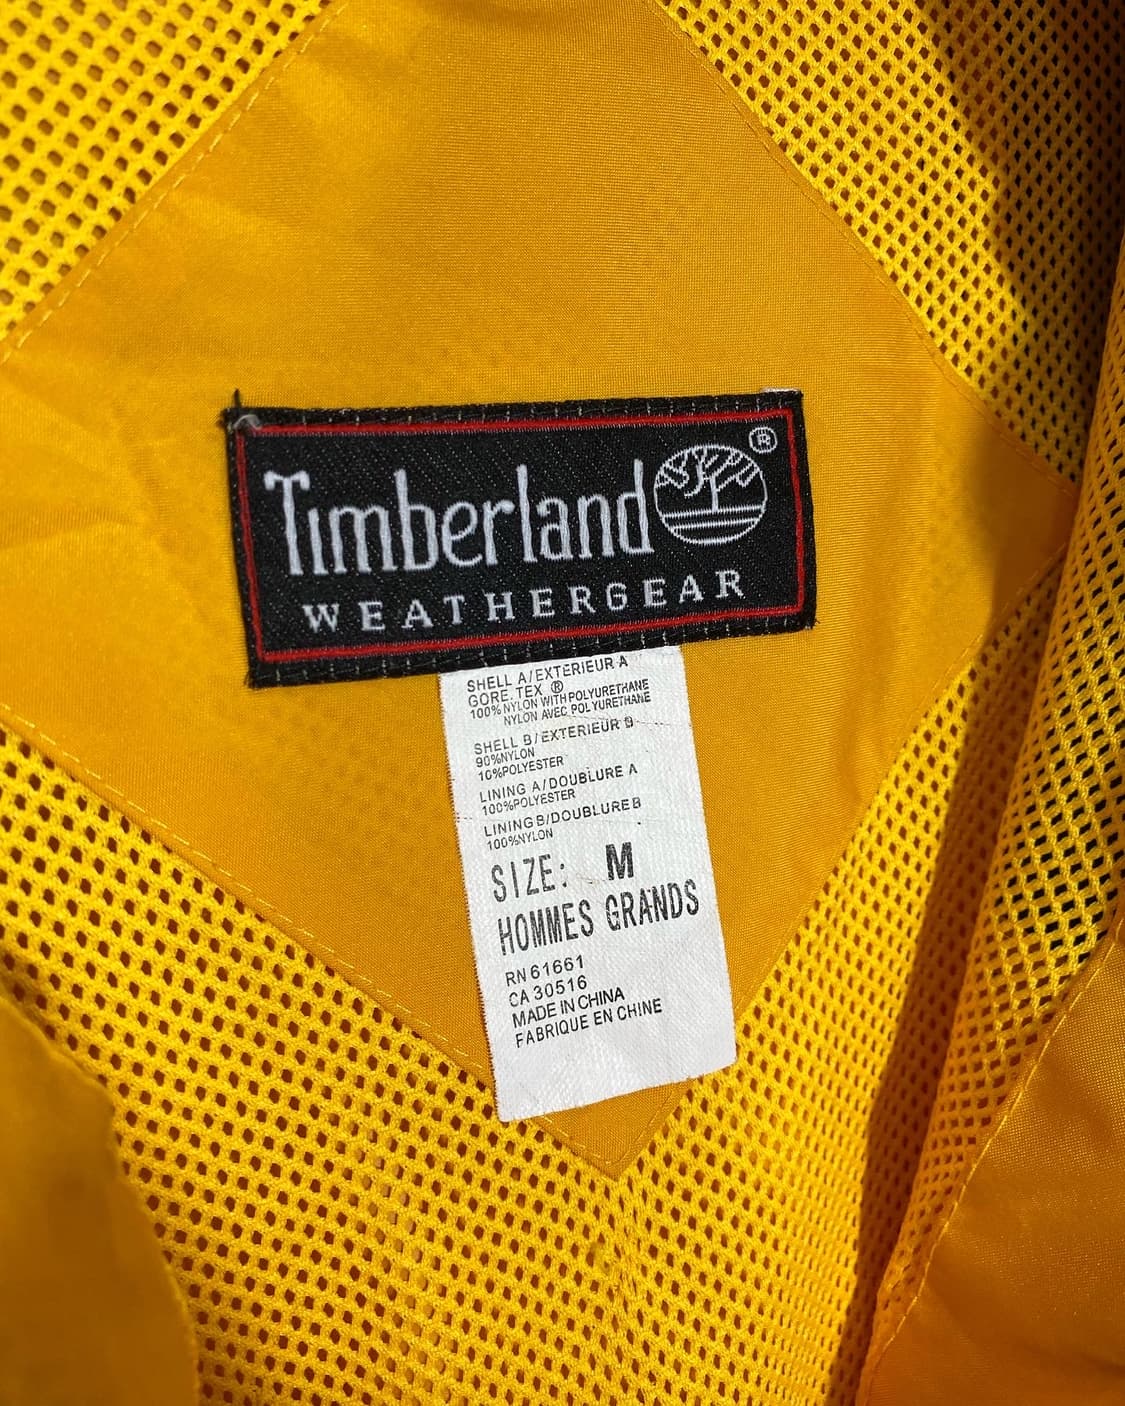 Timberland ®
WEATHERGEAR
SHELL A/EXTERIEUR A
GORE.TEX ®
100% NYLON WITH POLYURETHANE
NYLON AVEC POLYURETHANE
SHELL B/EXTERIEUR B
90%NYLON
10%POLYESTER
LINING A/DOUBLURE A
100%POLYESTER
LINING B/DOUBLURE B
100%NYLON
SIZE: M
HOMMES GRANDS
RN 61661
CA 30516
MADE IN CHINA
FABRIQUE EN CHINE